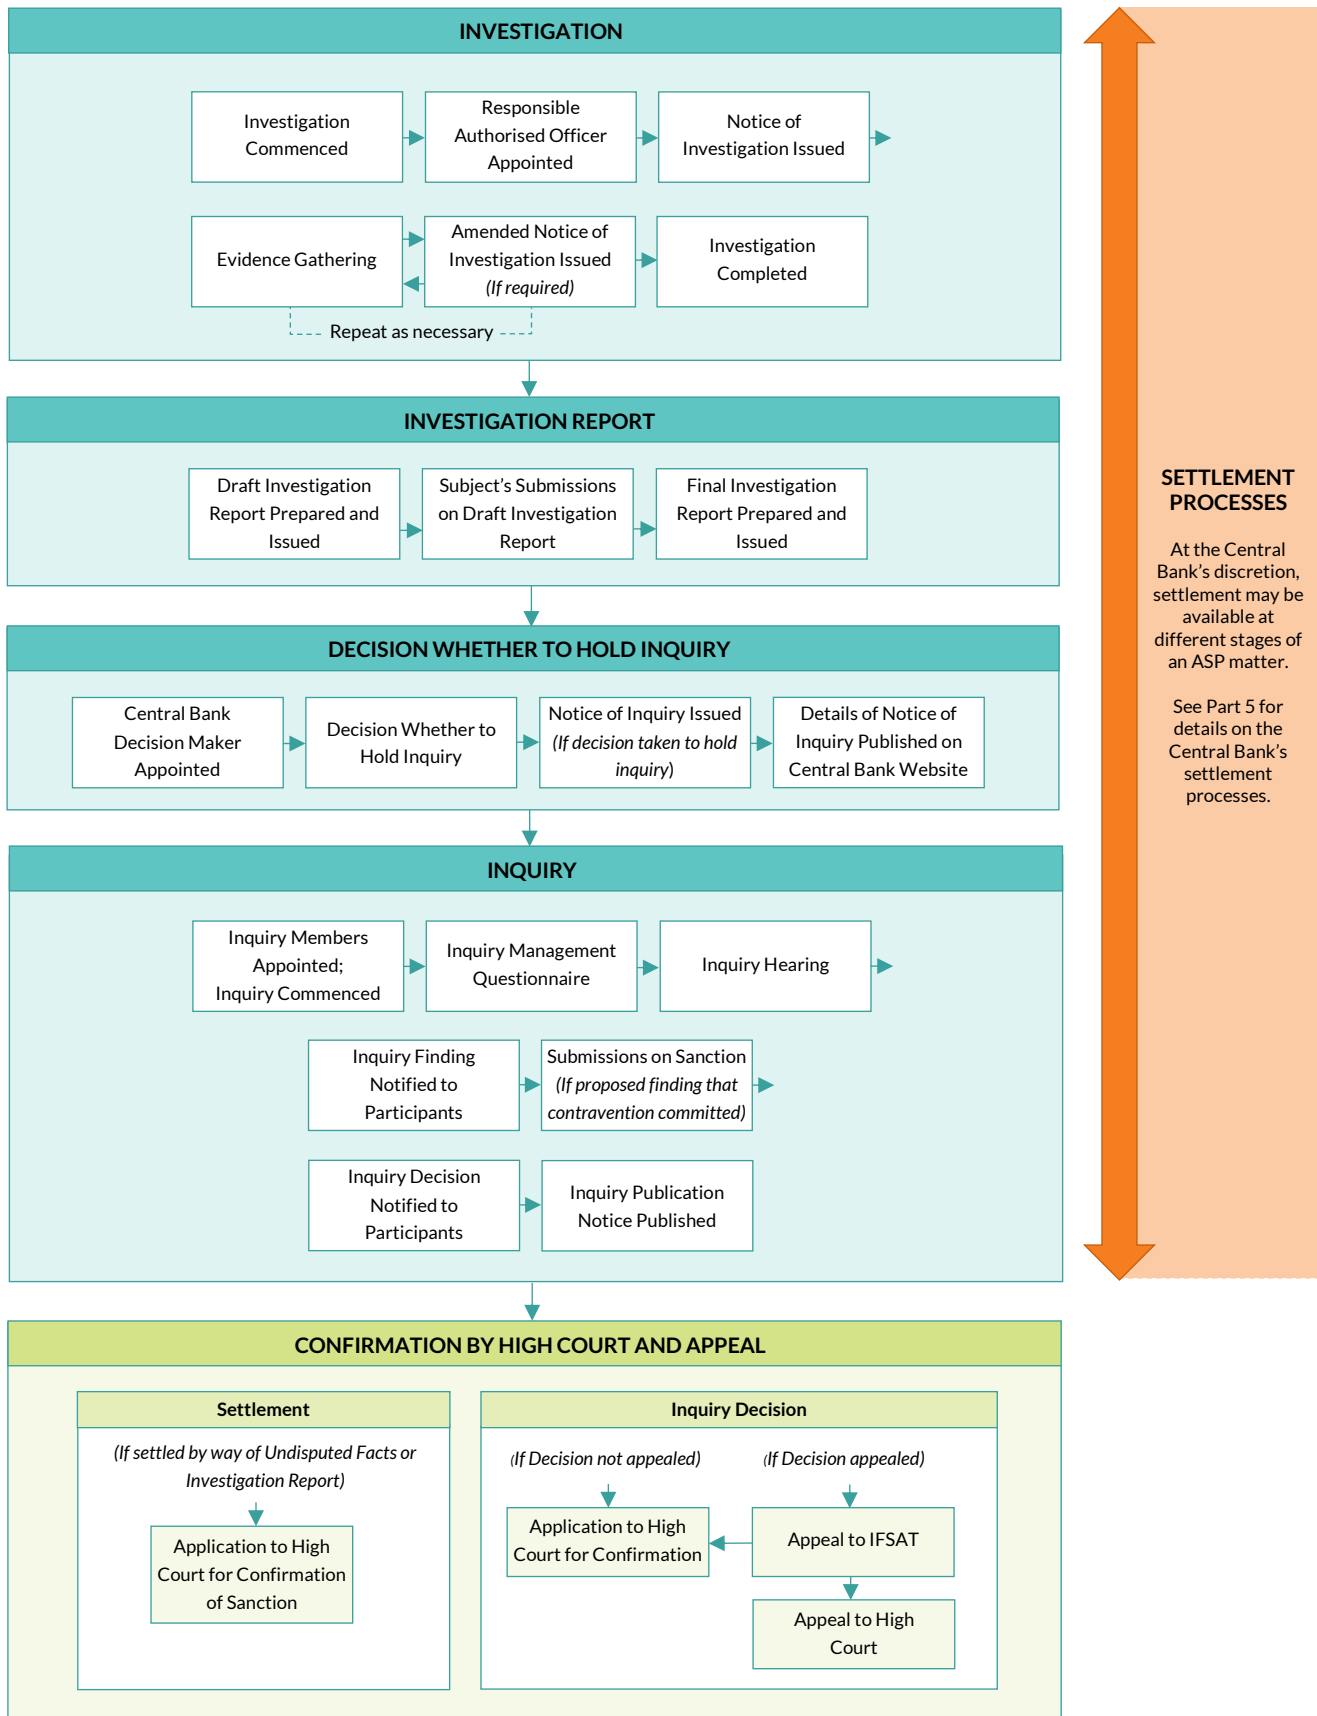 INVESTIGATION
Investigation
Commenced
Responsible
Authorised Officer
Appointed
Notice of
Investigation Issued
Evidence Gathering
Amended Notice of
Investigation Issued
(If required)
Investigation
Completed
Repeat as necessary
INVESTIGATION REPORT
Draft Investigation
Report Prepared and
Issued
Subject’s Submissions
on Draft Investigation
Report
Final Investigation
Report Prepared and
Issued
DECISION WHETHER TO HOLD INQUIRY
Central Bank
Decision Maker
Appointed
Decision Whether to
Hold Inquiry
Notice of Inquiry Issued
(If decision taken to hold
inquiry)
Details of Notice of
Inquiry Published on
Central Bank Website
INQUIRY
Inquiry Members
Appointed;
Inquiry Commenced
Inquiry Management
Questionnaire
Inquiry Hearing
Inquiry Finding
Notified to
Participants
Submissions on Sanction
(If proposed finding that
contravention committed)
Inquiry Decision
Notified to
Participants
Inquiry Publication
Notice Published
SETTLEMENT
PROCESSES
At the Central
Bank’s discretion,
settlement may be
available at
different stages of
an ASP matter.
See Part 5 for
details on the
Central Bank’s
settlement
processes.
CONFIRMATION BY HIGH COURT AND APPEAL
Settlement
(If settled by way of Undisputed Facts or
Investigation Report)
Application to High
Court for Confirmation
of Sanction
Inquiry Decision
(If Decision not appealed)
(If Decision appealed)
Application to High
Court for Confirmation
Appeal to IFSAT
Appeal to High
Court